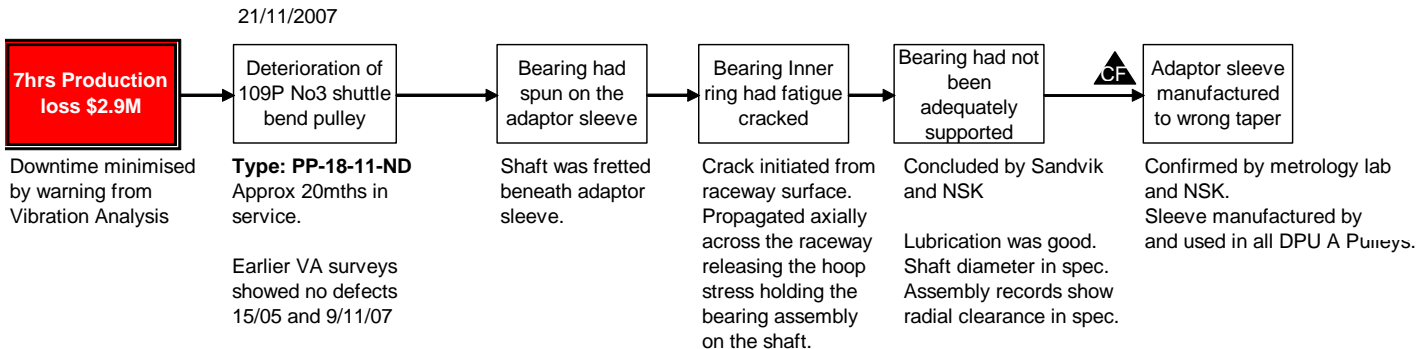 21/11/2007
7hrs Production
loss $2.9M
Downtime minimised
by warning from
Vibration Analysis
Deterioration of
109P No3 shuttle
bend pulley
Type: PP-18-11-ND
Approx 20mths in
service.
Earlier VA surveys
showed no defects
15/05 and 9/11/07
Bearing had
spun on the
adaptor sleeve
Shaft was fretted
beneath adaptor
sleeve.
Bearing Inner
ring had fatigue
cracked
Crack initiated from
raceway surface.
Propagated axially
across the raceway
releasing the hoop
stress holding the
bearing assembly
on the shaft.
Bearing had not
been
adequately
supported
Concluded by Sandvik
and NSK
Lubrication was good.
Shaft diameter in spec.
Assembly records show
radial clearance in spec.
CF
Adaptor sleeve
manufactured
to wrong taper
Confirmed by metrology lab
and NSK.
Sleeve manufactured by
and used in all DPU A Pulleys.